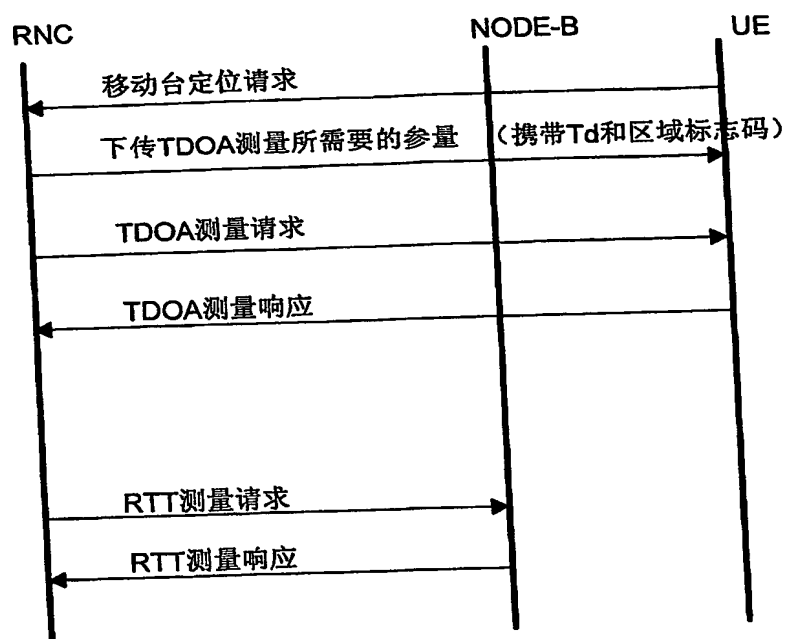 RNC NODE-B UE
移动台定位请求
下传TDOA测量所需要的参量 （携带Td和区域标志码）
TDOA测量请求
TDOA测量响应
RTT测量请求
RTT测量响应